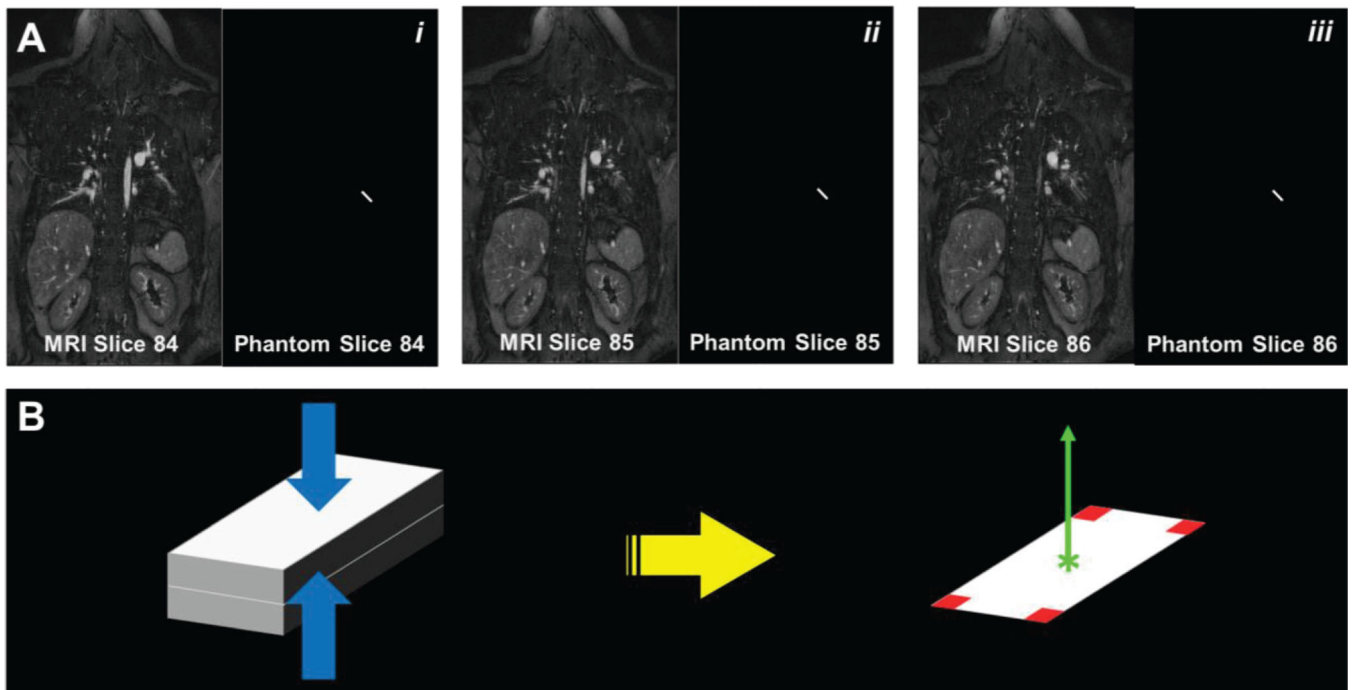 A
i
MRI Slice 84
Phantom Slice 84
ii
MRI Slice 85
Phantom Slice 85
iii
MRI Slice 86
Phantom Slice 86
B